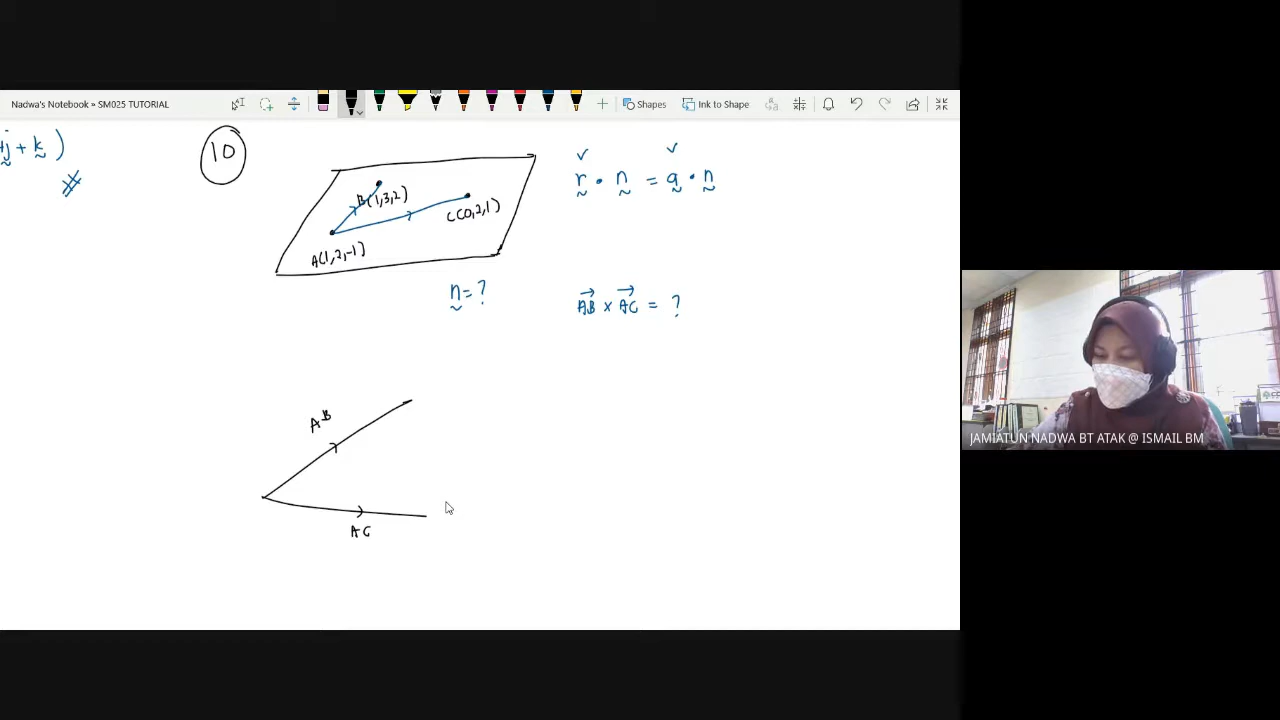 Nadwa's Notebook » SM025 TUTORIAL
Shapes
Ink to Shape
j + k )
10
B(1,3,2)
C(0,2,1)
A(1,2,-1)
r • n = a • n
n = ?
AB × AC = ?
AB
AC
JAMIATUN NADWA BT ATAK @ ISMAIL BM